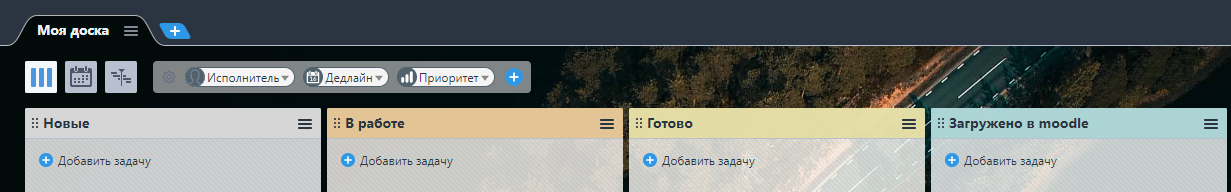 Моя доска
Исполнитель Дедлайн Приоритет
Новые В работе Готово Загружено в moodle
Добавить задачу Добавить задачу Добавить задачу Добавить задачу